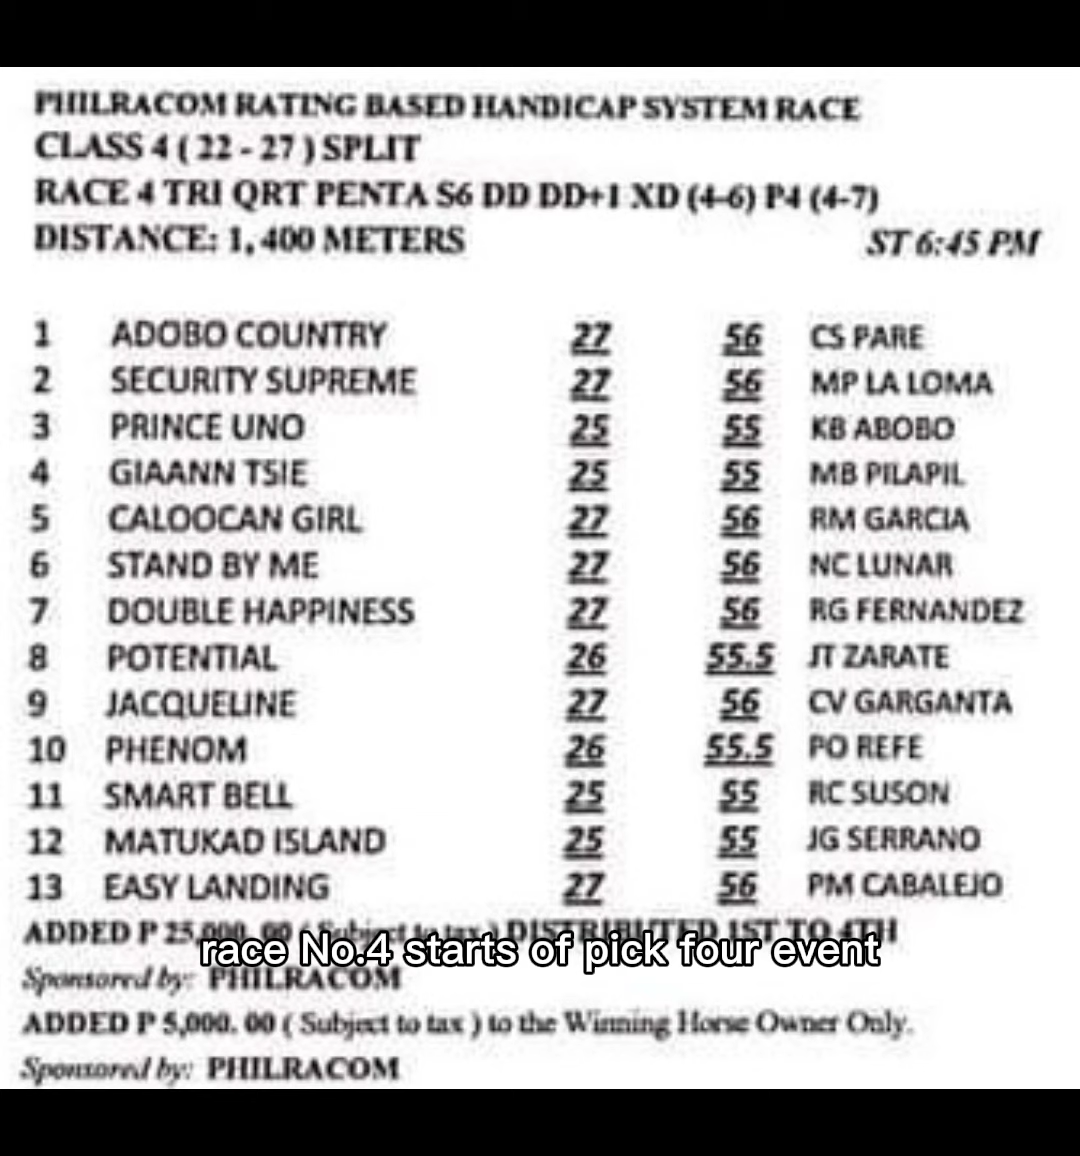 PHILRACOM RATING BASED HANDICAP SYSTEM RACE
CLASS 4 ( 22 - 27 ) SPLIT
RACE 4 TRI QRT PENTA S6 DD DD+1 XD (4-6) P4 (4-7)
DISTANCE: 1, 400 METERS ST 6:45 PM
1 ADOBO COUNTRY 27 56 CS PARE
2 SECURITY SUPREME 27 56 MP LA LOMA
3 PRINCE UNO 25 55 KB ABOBO
4 GIAANN TSIE 25 55 MB PILAPIL
5 CALOOCAN GIRL 27 56 RM GARCIA
6 STAND BY ME 27 56 NC LUNAR
7 DOUBLE HAPPINESS 27 56 RG FERNANDEZ
8 POTENTIAL 26 55.5 JT ZARATE
9 JACQUELINE 27 56 CV GARGANTA
10 PHENOM 26 55.5 PO REFE
11 SMART BELL 25 55 RC SUSON
12 MATUKAD ISLAND 25 55 JG SERRANO
13 EASY LANDING 27 56 PM CABALEJO
ADDED P 25,000. 00 ( Subject to tax ) DISTRIBUTED 1ST TO 4TH
race No.4 starts of pick four event
Sponsored by: PHILRACOM
ADDED P 5,000. 00 ( Subject to tax ) to the Winning Horse Owner Only.
Sponsored by: PHILRACOM